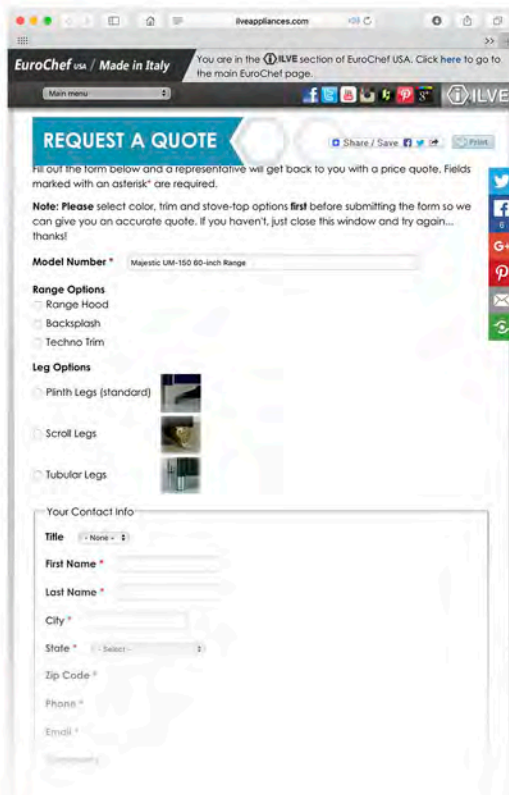 ilveappliances.com
EuroChef USA / Made in Italy
You are in the ILVE section of EuroChef USA. Click here to go to
the main EuroChef page.
Main menu
ILVE
REQUEST A QUOTE
Share / Save
Print
Fill out the form below and a representative will get back to you with a price quote. Fields
marked with an asterisk* are required.
Note: Please select color, trim and stove-top options first before submitting the form so we
can give you an accurate quote. If you haven't, just close this window and try again...
thanks!
Model Number *
Majestic UM-150 60-inch Range
Range Options
Range Hood
Backsplash
Techno Trim
Leg Options
Plinth Legs (standard)
Scroll Legs
Tubular Legs
Your Contact Info
Title
- None -
First Name *
Last Name *
City *
State *
- Select -
Zip Code *
Phone *
Email *
6
G+